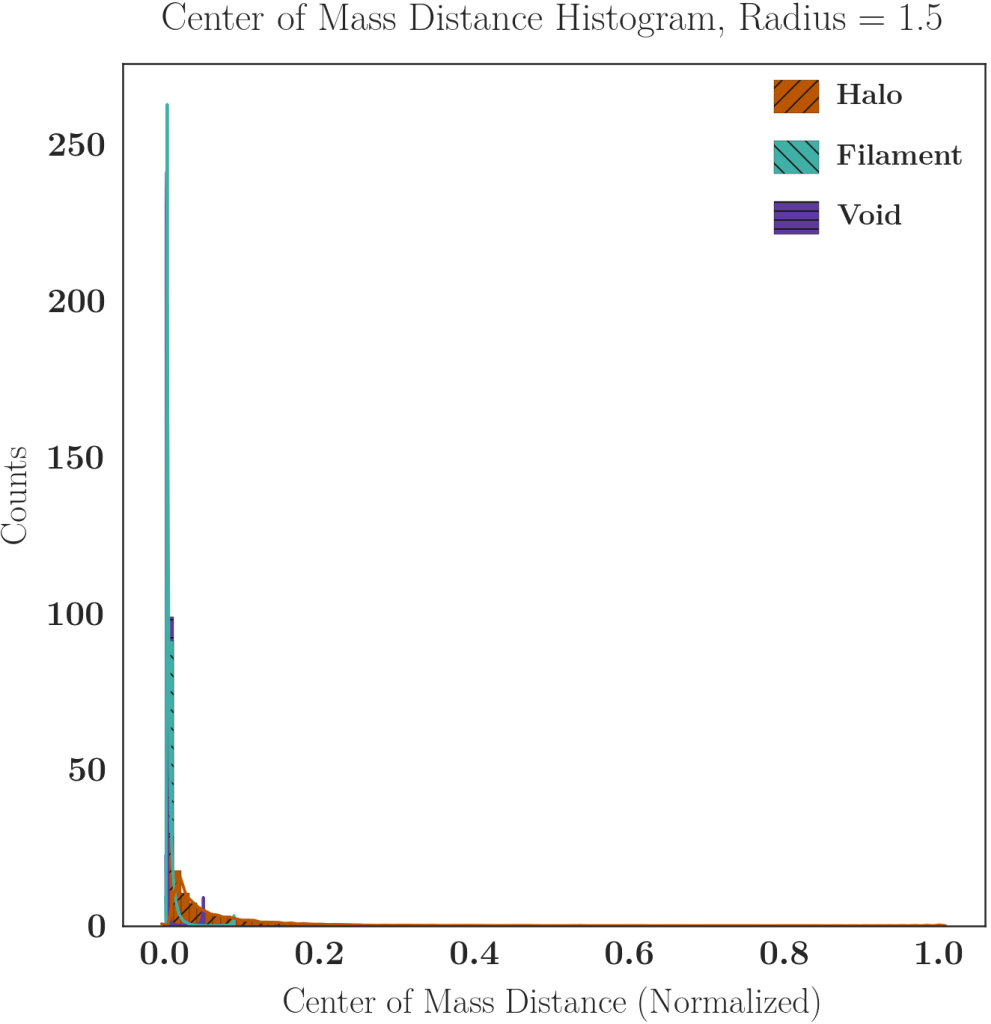 Center of Mass Distance Histogram, Radius = 1.5
Halo
Filament
Void
250
200
150
100
50
0
Counts
0.0 0.2 0.4 0.6 0.8 1.0
Center of Mass Distance (Normalized)